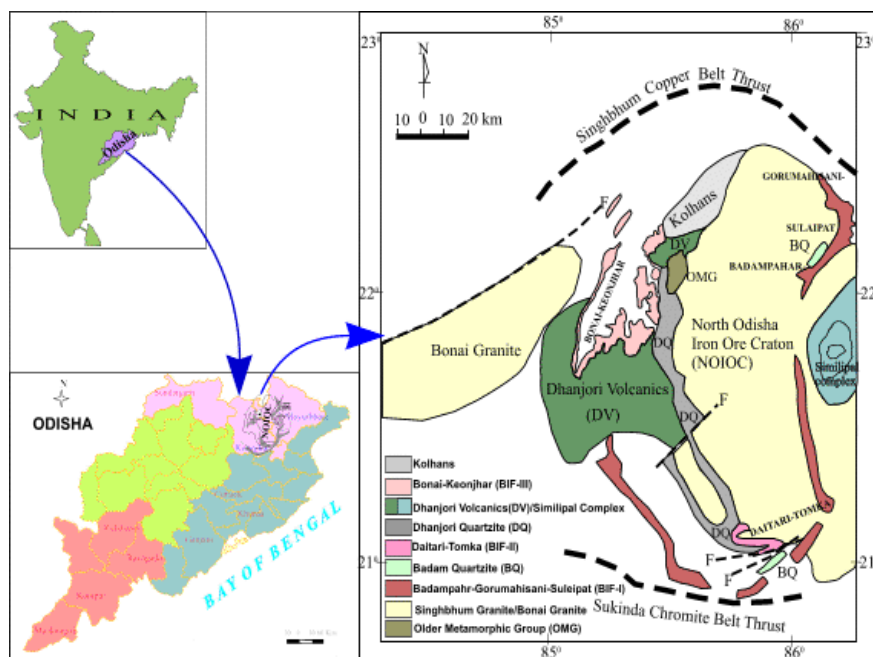 INDIA
Odisha
N
ODISHA
NOIOC
BAY OF BENGAL
85°
86°
23°
N
10 0 10 20 km
Singhbhum Copper Belt Thrust
GORUMAHISANI-
F
Kolhans
SULAIPAT
DV
BQ
BADAMPAHAR
OMG
22°
22°
BONAI-KEONJHAR
Bonai Granite
DQ
North Odisha
Iron Ore Craton
(NOIOC)
Similipal
complex
Dhanjori Volcanics
(DV)
F
DQ
F
Kolhans
Bonai-Keonjhar (BIF-III)
Dhanjori Volcanics(DV)/Similipal Complex
Dhanjori Quartzite (DQ)
Daitari-Tomka (BIF-II)
Badam Quartzite (BQ)
Badampahr-Gorumahisani-Suleipat (BIF-I)
Singhbhum Granite/Bonai Granite
Older Metamorphic Group (OMG)
DAITARI-TOMKA
DQ
F
F
BQ
21°
21°
Sukinda Chromite Belt Thrust
85°
86°